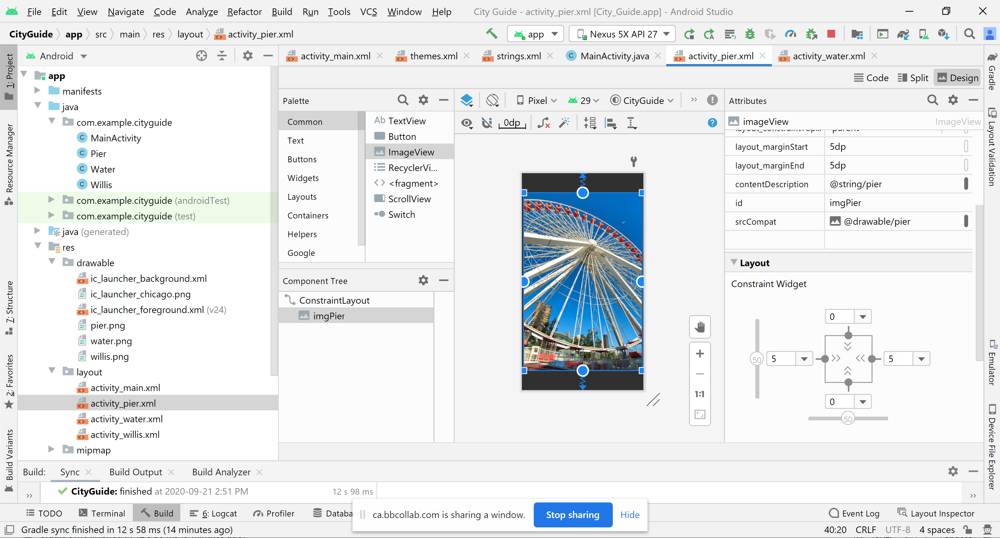 File Edit View Navigate Code Analyze Refactor Build Run Tools VCS Window Help City Guide - activity_pier.xml [City_Guide.app] - Android Studio
CityGuide app src main res layout activity_pier.xml app Nexus 5X API 27
1: Project
Resource Manager
7: Structure
2: Favorites
Build Variants
Android
app
manifests
java
com.example.cityguide
MainActivity
Pier
Water
Willis
com.example.cityguide (androidTest)
com.example.cityguide (test)
java (generated)
res
drawable
ic_launcher_background.xml
ic_launcher_chicago.png
ic_launcher_foreground.xml (v24)
pier.png
water.png
willis.png
layout
activity_main.xml
activity_pier.xml
activity_water.xml
activity_willis.xml
mipmap
activity_main.xml themes.xml strings.xml MainActivity.java activity_pier.xml activity_water.xml
Code Split Design
Palette
Common
Text
Buttons
Widgets
Layouts
Containers
Helpers
Google
Ab TextView
Button
ImageView
RecyclerVi...
<fragment>
ScrollView
Switch
Component Tree
ConstraintLayout
imgPier
Pixel 29 CityGuide
0dp
1:1
Attributes
imageView ImageView
layout_marginStart 5dp
layout_marginEnd 5dp
contentDescription @string/pier
id imgPier
srcCompat @drawable/pier
Layout
Constraint Widget
0
50 5 5
0
50
Gradle
Layout Validation
Emulator
Device File Explorer
Build: Sync Build Output Build Analyzer
CityGuide: finished at 2020-09-21 2:51 PM 12 s 98 ms
TODO Terminal Build 6: Logcat Profiler Databa
ca.bbcollab.com is sharing a window. Stop sharing Hide
Event Log Layout Inspector
Gradle sync finished in 12 s 58 ms (14 minutes ago) 40:20 CRLF UTF-8 4 spaces